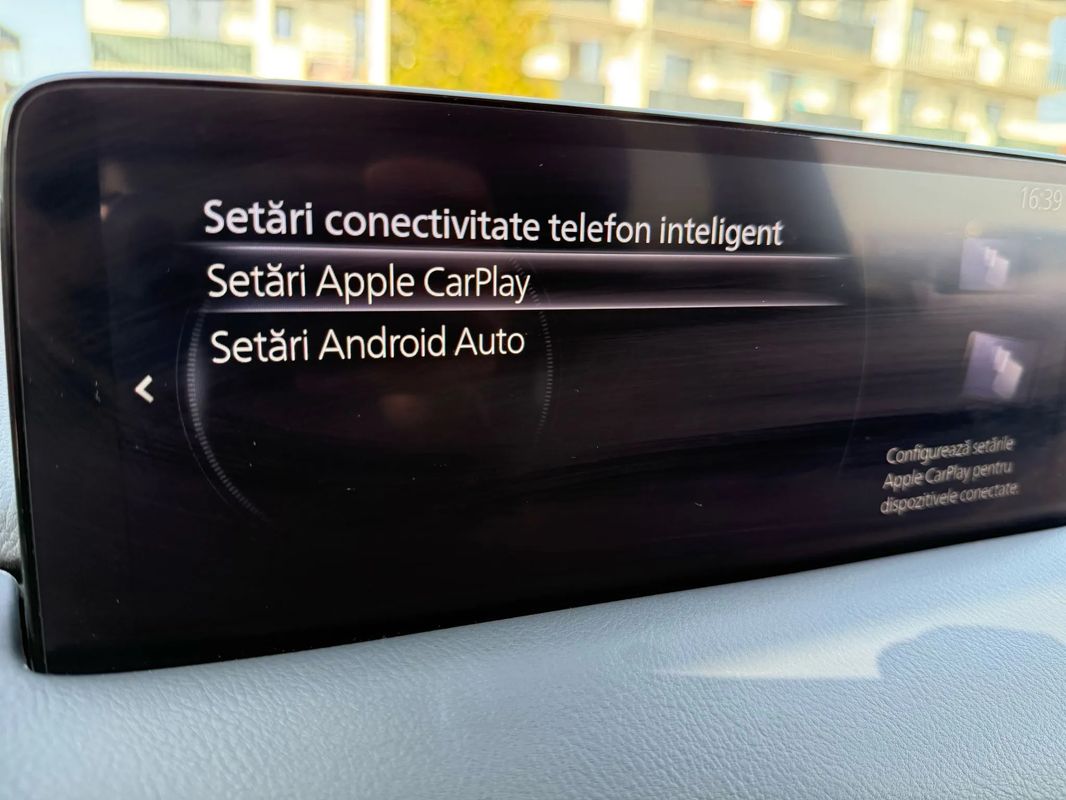 16:39
Setări conectivitate telefon inteligent
Setări Apple CarPlay
Setări Android Auto
Configurează setările
Apple CarPlay pentru
dispozitivele conectate.